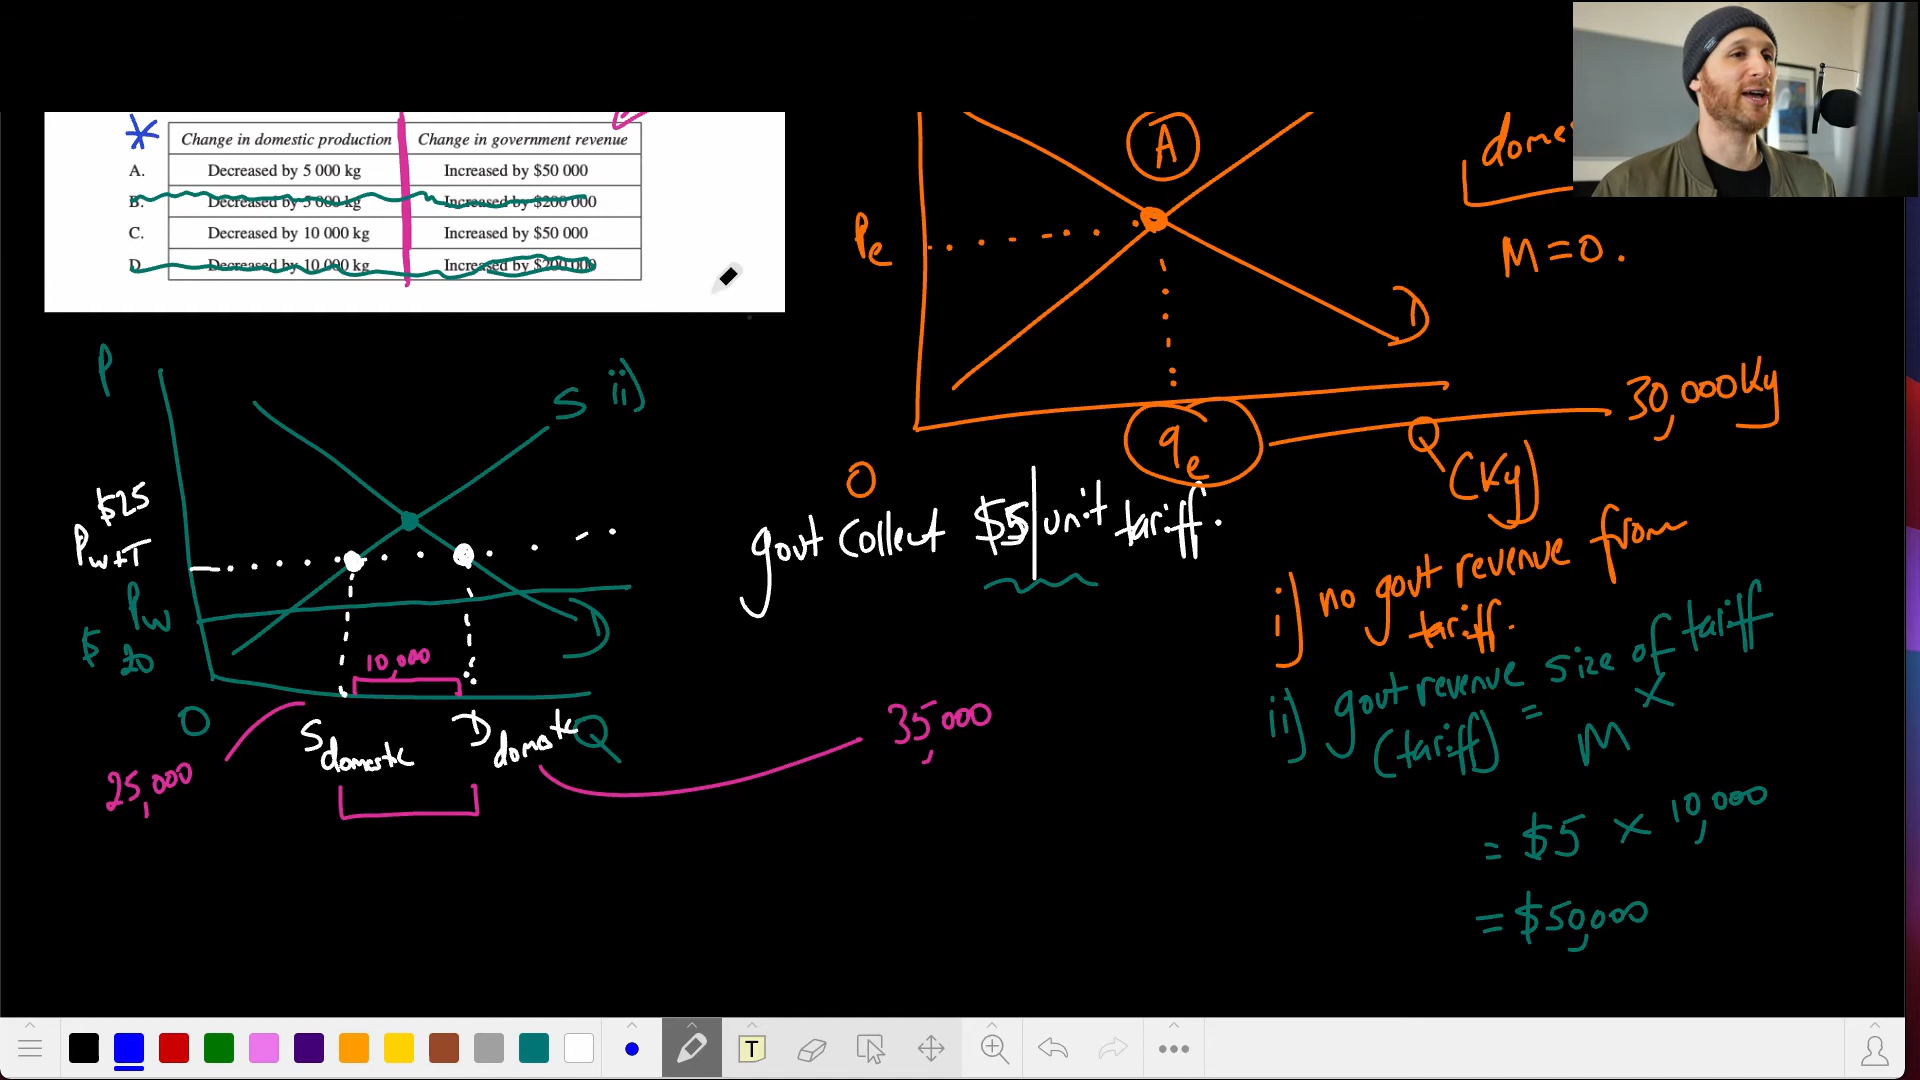 Change in domestic production Change in government revenue
A. Decreased by 5 000 kg Increased by $50 000
B. Decreased by 5 000 kg Increased by $200 000
C. Decreased by 10 000 kg Increased by $50 000
D. Decreased by 10 000 kg Increased by $200 000
A
Pe
D
M = 0.
qe
30,000Kg
O
Q
(Kg)
P
S ii)
$25
Pw+T
Pw
$ 20
D
10,000
O
Sdomestic Ddomestic Q
25,000
35,000
govt collect $5/unit tariff.
i) no govt revenue from
tariff.
ii) govt revenue = size of tariff
(tariff) x
M
= $5 x 10,000
= $50,000
T